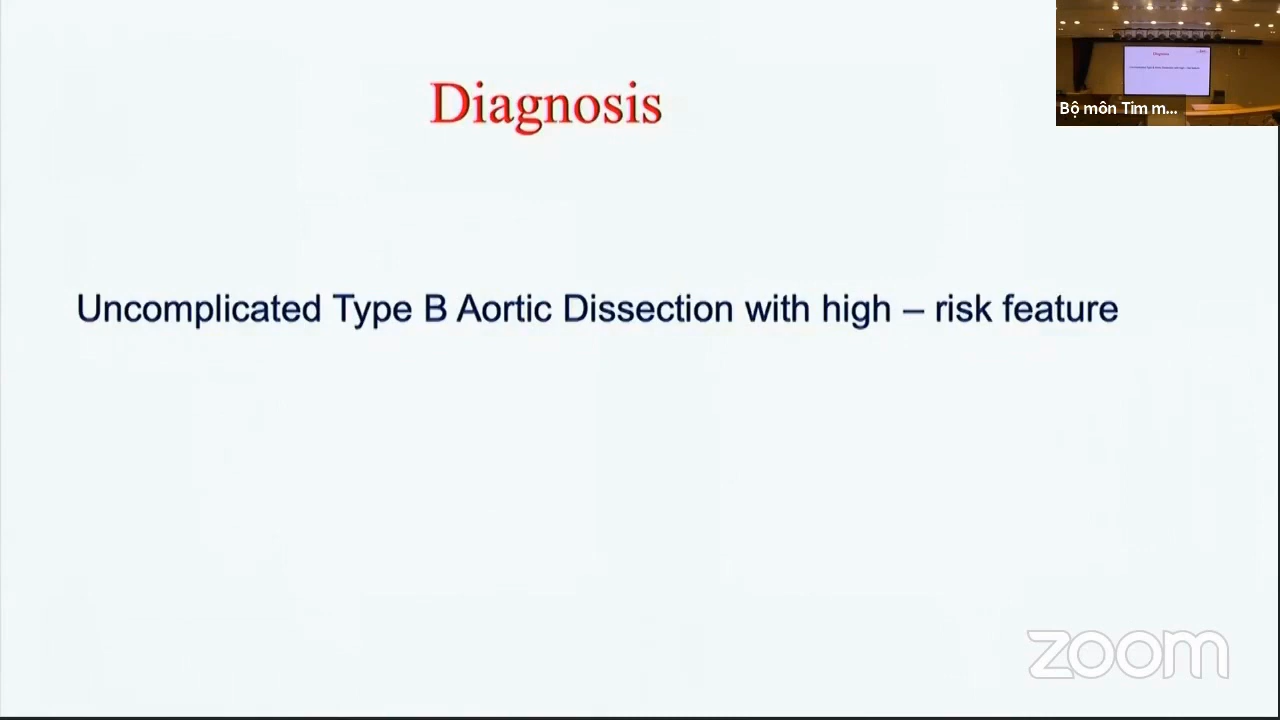 Diagnosis
Bộ môn Tim m...
Uncomplicated Type B Aortic Dissection with high – risk feature
zoom